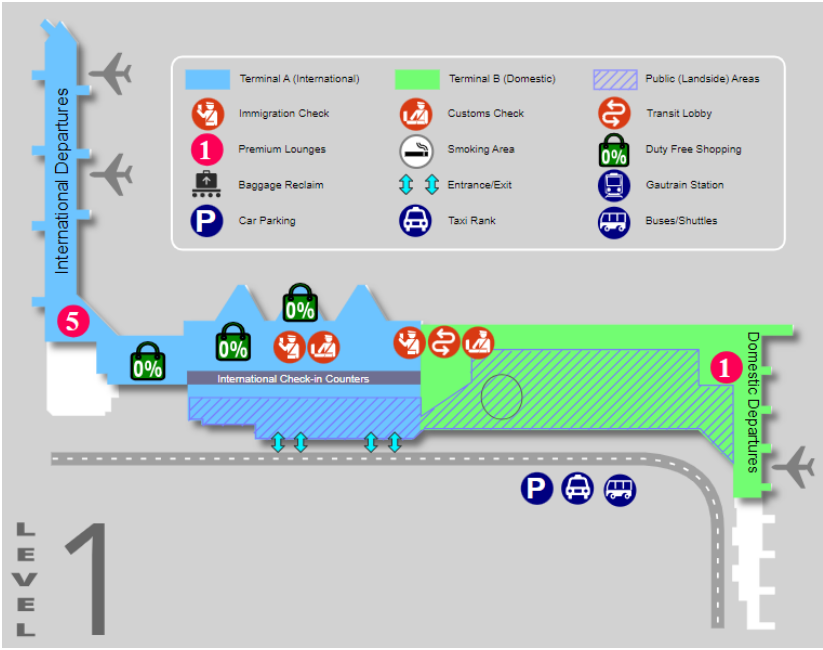 Terminal A (International)
Terminal B (Domestic)
Public (Landside) Areas
Immigration Check
Customs Check
Transit Lobby
1
Premium Lounges
Smoking Area
0%
Duty Free Shopping
Baggage Reclaim
Entrance/Exit
Gautrain Station
P
Car Parking
Taxi Rank
Buses/Shuttles
International Departures
5
0%
0%
0%
International Check-in Counters
1
Domestic Departures
P
LEVEL
1